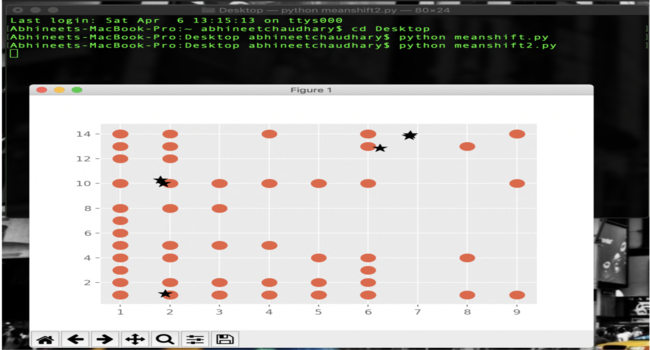 Desktop — python meanshift2.py — 80×24
Last login: Sat Apr 6 13:15:13 on ttys000
Abhineets-MacBook-Pro:~ abhineetchaudhary$ cd Desktop
Abhineets-MacBook-Pro:Desktop abhineetchaudhary$ python meanshift.py
Abhineets-MacBook-Pro:Desktop abhineetchaudhary$ python meanshift2.py
Figure 1
14
12
10
8
6
4
2
1 2 3 4 5 6 7 8 9